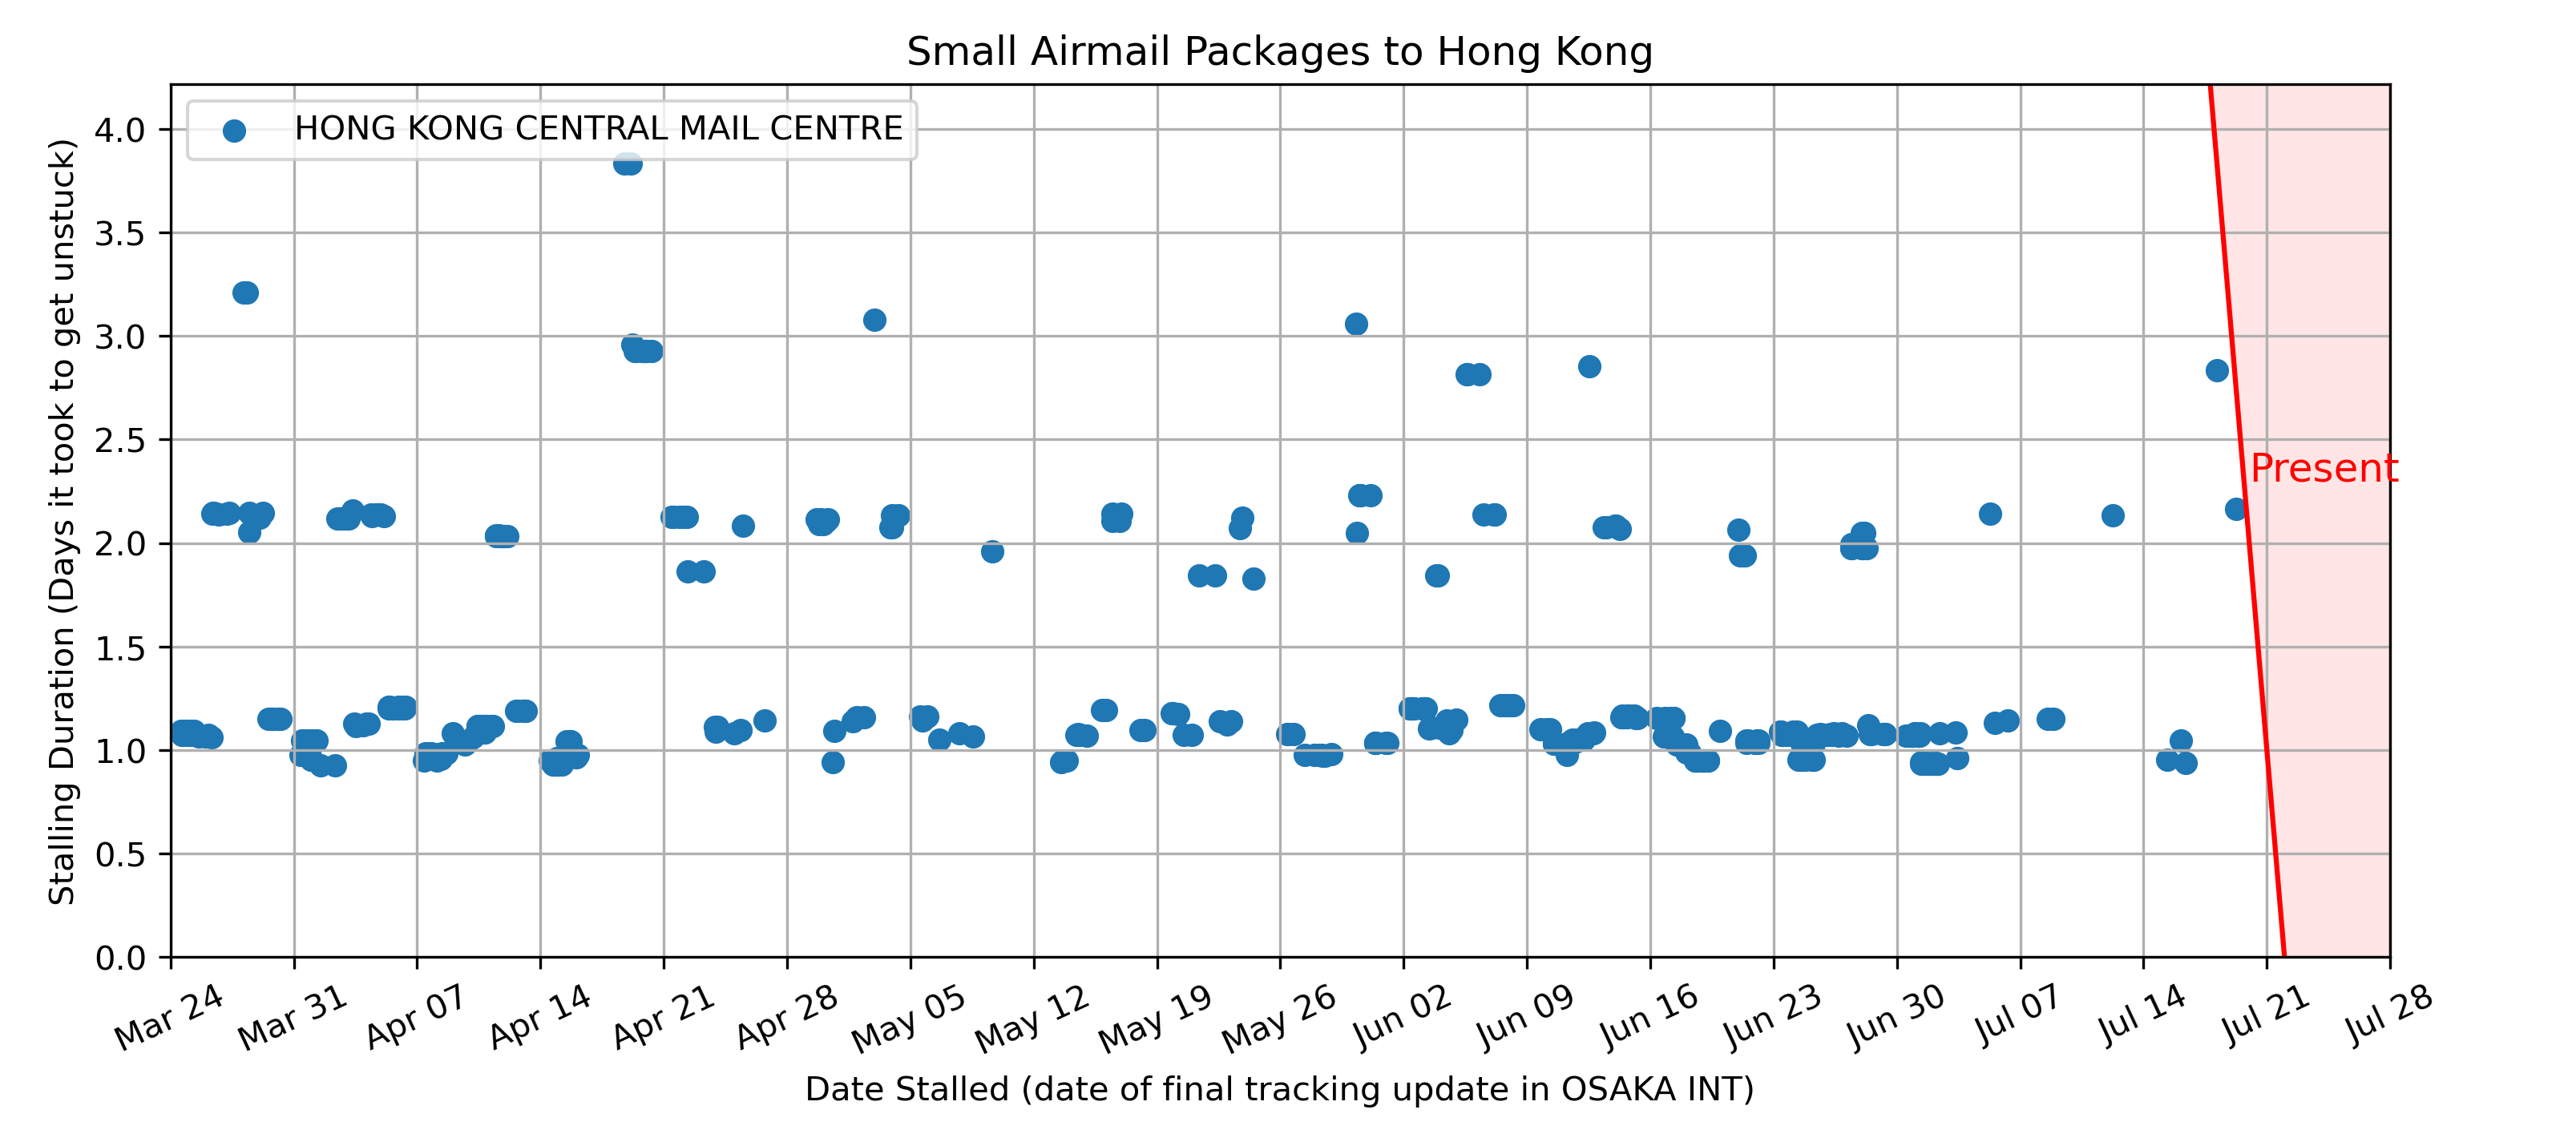 Small Airmail Packages to Hong Kong
HONG KONG CENTRAL MAIL CENTRE
Stalling Duration (Days it took to get unstuck)
4.0
3.5
3.0
2.5
2.0
1.5
1.0
0.5
0.0
Present
Mar 24
Mar 31
Apr 07
Apr 14
Apr 21
Apr 28
May 05
May 12
May 19
May 26
Jun 02
Jun 09
Jun 16
Jun 23
Jun 30
Jul 07
Jul 14
Jul 21
Jul 28
Date Stalled (date of final tracking update in OSAKA INT)